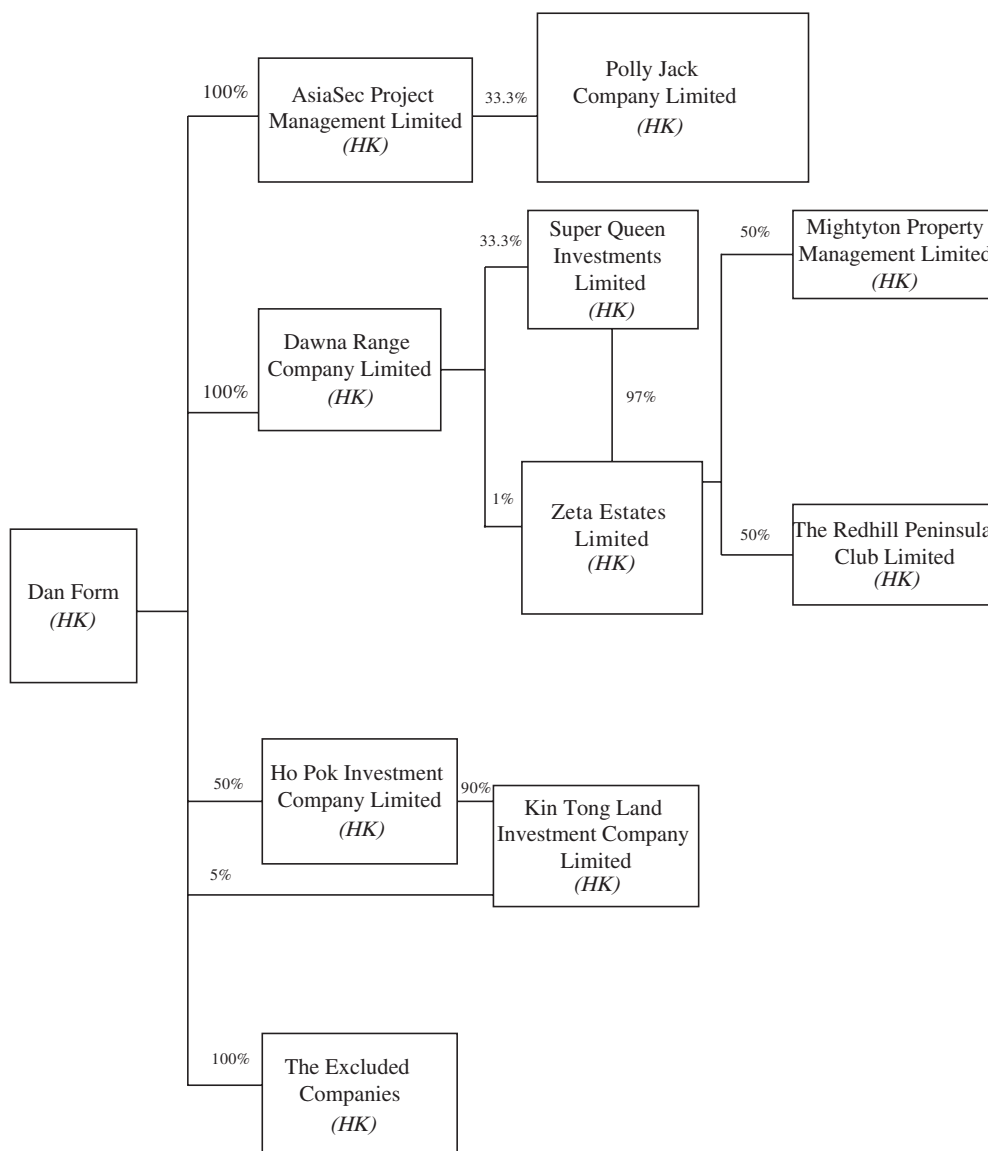 100%
AsiaSec Project
Management Limited
(HK)
33.3%
Polly Jack
Company Limited
(HK)
33.3%
Super Queen
Investments
Limited
(HK)
50%
Mightyton Property
Management Limited
(HK)
100%
Dawna Range
Company Limited
(HK)
97%
1%
Zeta Estates
Limited
(HK)
50%
The Redhill Peninsula
Club Limited
(HK)
Dan Form
(HK)
50%
Ho Pok Investment
Company Limited
(HK)
90%
Kin Tong Land
Investment Company
Limited
(HK)
5%
100%
The Excluded
Companies
(HK)